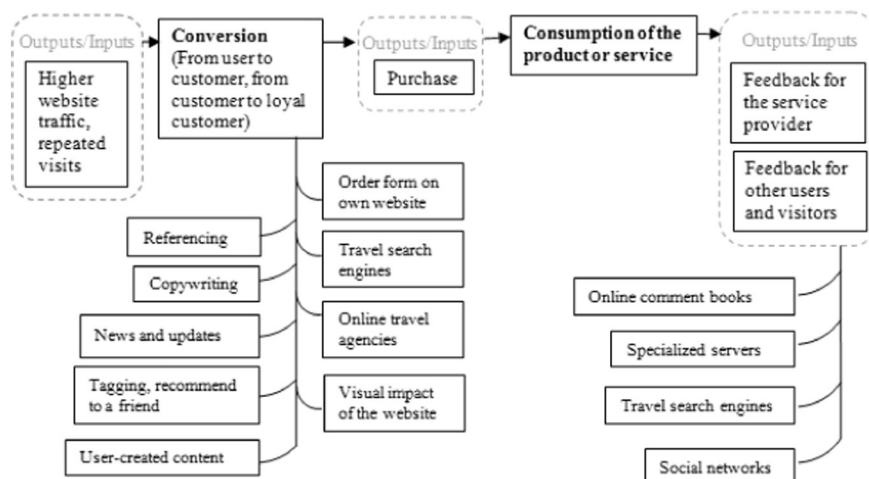 Outputs/Inputs
Higher
website
traffic,
repeated
visits
Conversion
(From user to
customer, from
customer to loyal
customer)
Outputs/Inputs
Purchase
Consumption of the
product or service
Outputs/Inputs
Feedback for
the service
provider
Feedback for
other users
and visitors
Referencing
Copywriting
News and updates
Tagging, recommend
to a friend
User-created content
Order form on
own website
Travel search
engines
Online travel
agencies
Visual impact
of the website
Online comment books
Specialized servers
Travel search engines
Social networks